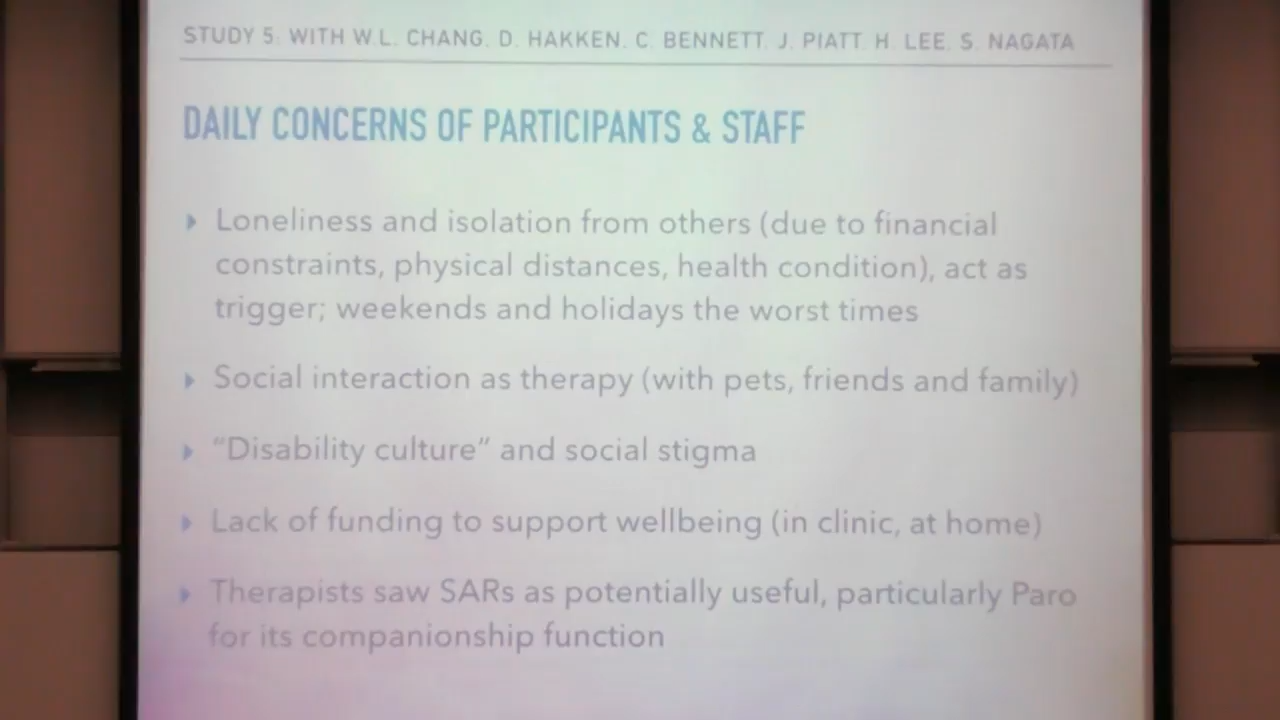 STUDY 5: WITH W.L. CHANG, D. HAKKEN, C. BENNETT, J. PIATT, H. LEE, S. NAGATA
DAILY CONCERNS OF PARTICIPANTS & STAFF
Loneliness and isolation from others (due to financial
constraints, physical distances, health condition), act as
trigger; weekends and holidays the worst times
Social interaction as therapy (with pets, friends and family)
“Disability culture” and social stigma
Lack of funding to support wellbeing (in clinic, at home)
Therapists saw SARs as potentially useful, particularly Paro
for its companionship function